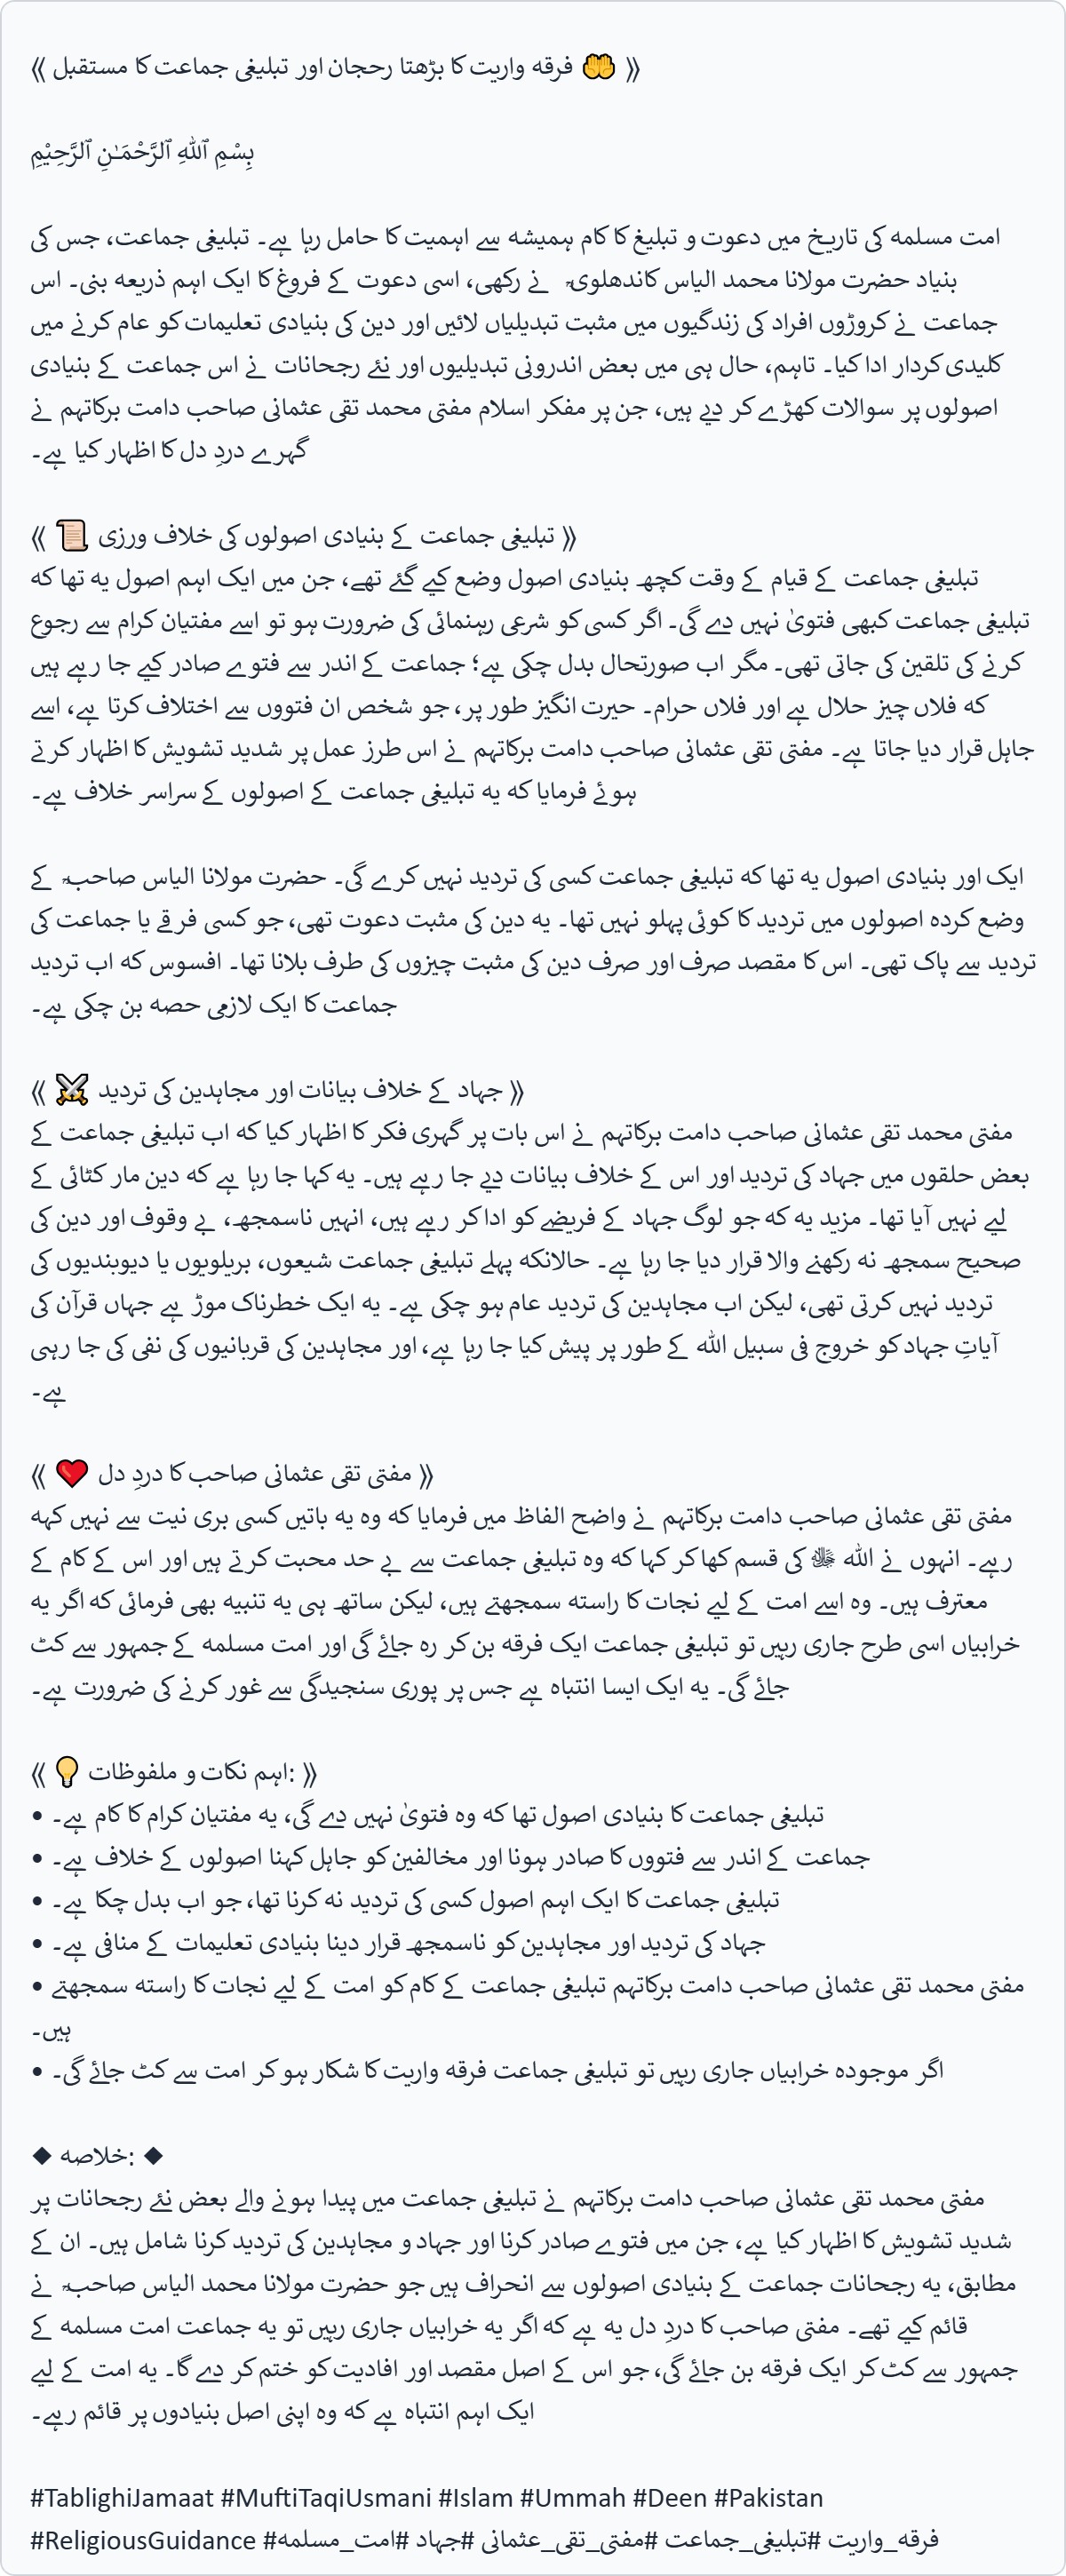 ⟪ 🤲 فرقہ واریت کا بڑھتا رحجان اور تبلیغی جماعت کا مستقبل ⟫
بِسْمِ ٱللّٰهِ ٱلرَّحْمَـٰنِ ٱلرَّحِيْمِ
امت مسلمہ کی تاریخ میں دعوت و تبلیغ کا کام ہمیشہ سے اہمیت کا حامل رہا ہے۔ تبلیغی جماعت، جس کی
بنیاد حضرت مولانا محمد الیاس کاندھلویؒ نے رکھی، اسی دعوت کے فروغ کا ایک اہم ذریعہ بنی۔ اس
جماعت نے کروڑوں افراد کی زندگیوں میں مثبت تبدیلیاں لائیں اور دین کی بنیادی تعلیمات کو عام کرنے میں
کلیدی کردار ادا کیا۔ تاہم، حال ہی میں بعض اندرونی تبدیلیوں اور نئے رجحانات نے اس جماعت کے بنیادی
اصولوں پر سوالات کھڑے کر دیے ہیں، جن پر مفکر اسلام مفتی محمد تقی عثمانی صاحب دامت برکاتہم نے
گہرے دردِ دل کا اظہار کیا ہے۔
⟪ 📜 تبلیغی جماعت کے بنیادی اصولوں کی خلاف ورزی ⟫
تبلیغی جماعت کے قیام کے وقت کچھ بنیادی اصول وضع کیے گئے تھے، جن میں ایک اہم اصول یہ تھا کہ
تبلیغی جماعت کبھی فتویٰ نہیں دے گی۔ اگر کسی کو شرعی رہنمائی کی ضرورت ہو تو اسے مفتیان کرام سے رجوع
کرنے کی تلقین کی جاتی تھی۔ مگر اب صورتحال بدل چکی ہے؛ جماعت کے اندر سے فتوے صادر کیے جا رہے ہیں
کہ فلاں چیز حلال ہے اور فلاں حرام۔ حیرت انگیز طور پر، جو شخص ان فتووں سے اختلاف کرتا ہے، اسے
جاہل قرار دیا جاتا ہے۔ مفتی تقی عثمانی صاحب دامت برکاتہم نے اس طرز عمل پر شدید تشویش کا اظہار کرتے
ہوئے فرمایا کہ یہ تبلیغی جماعت کے اصولوں کے سراسر خلاف ہے۔
ایک اور بنیادی اصول یہ تھا کہ تبلیغی جماعت کسی کی تردید نہیں کرے گی۔ حضرت مولانا الیاس صاحبؒ کے
وضع کردہ اصولوں میں تردید کا کوئی پہلو نہیں تھا۔ یہ دین کی مثبت دعوت تھی، جو کسی فرقے یا جماعت کی
تردید سے پاک تھی۔ اس کا مقصد صرف اور صرف دین کی مثبت چیزوں کی طرف بلانا تھا۔ افسوس کہ اب تردید
جماعت کا ایک لازمی حصہ بن چکی ہے۔
⟪ ⚔️ جہاد کے خلاف بیانات اور مجاہدین کی تردید ⟫
مفتی محمد تقی عثمانی صاحب دامت برکاتہم نے اس بات پر گہری فکر کا اظہار کیا کہ اب تبلیغی جماعت کے
بعض حلقوں میں جہاد کی تردید اور اس کے خلاف بیانات دیے جا رہے ہیں۔ یہ کہا جا رہا ہے کہ دین مار کٹائی کے
لیے نہیں آیا تھا۔ مزید یہ کہ جو لوگ جہاد کے فریضے کو ادا کر رہے ہیں، انہیں ناسمجھ، بے وقوف اور دین کی
صحیح سمجھ نہ رکھنے والا قرار دیا جا رہا ہے۔ حالانکہ پہلے تبلیغی جماعت شیعوں، بریلویوں یا دیوبندیوں کی
تردید نہیں کرتی تھی، لیکن اب مجاہدین کی تردید عام ہو چکی ہے۔ یہ ایک خطرناک موڑ ہے جہاں قرآن کی
آیاتِ جہاد کو خروج فی سبیل اللہ کے طور پر پیش کیا جا رہا ہے، اور مجاہدین کی قربانیوں کی نفی کی جا رہی
ہے۔
⟪ ❤️ مفتی تقی عثمانی صاحب کا دردِ دل ⟫
مفتی تقی عثمانی صاحب دامت برکاتہم نے واضح الفاظ میں فرمایا کہ وہ یہ باتیں کسی بری نیت سے نہیں کہہ
رہے۔ انہوں نے اللہ ﷻ کی قسم کھا کر کہا کہ وہ تبلیغی جماعت سے بے حد محبت کرتے ہیں اور اس کے کام کے
معترف ہیں۔ وہ اسے امت کے لیے نجات کا راستہ سمجھتے ہیں، لیکن ساتھ ہی یہ تنبیہ بھی فرمائی کہ اگر یہ
خرابیاں اسی طرح جاری رہیں تو تبلیغی جماعت ایک فرقہ بن کر رہ جائے گی اور امت مسلمہ کے جمہور سے کٹ
جائے گی۔ یہ ایک ایسا انتباہ ہے جس پر پوری سنجیدگی سے غور کرنے کی ضرورت ہے۔
⟪ 💡 اہم نکات و ملفوظات: ⟫
• تبلیغی جماعت کا بنیادی اصول تھا کہ وہ فتویٰ نہیں دے گی، یہ مفتیان کرام کا کام ہے۔
• جماعت کے اندر سے فتووں کا صادر ہونا اور مخالفین کو جاہل کہنا اصولوں کے خلاف ہے۔
• تبلیغی جماعت کا ایک اہم اصول کسی کی تردید نہ کرنا تھا، جو اب بدل چکا ہے۔
• جہاد کی تردید اور مجاہدین کو ناسمجھ قرار دینا بنیادی تعلیمات کے منافی ہے۔
• مفتی محمد تقی عثمانی صاحب دامت برکاتہم تبلیغی جماعت کے کام کو امت کے لیے نجات کا راستہ سمجھتے
ہیں۔
• اگر موجودہ خرابیاں جاری رہیں تو تبلیغی جماعت فرقہ واریت کا شکار ہو کر امت سے کٹ جائے گی۔
◆ خلاصہ: ◆
مفتی محمد تقی عثمانی صاحب دامت برکاتہم نے تبلیغی جماعت میں پیدا ہونے والے بعض نئے رجحانات پر
شدید تشویش کا اظہار کیا ہے، جن میں فتوے صادر کرنا اور جہاد و مجاہدین کی تردید کرنا شامل ہیں۔ ان کے
مطابق، یہ رجحانات جماعت کے بنیادی اصولوں سے انحراف ہیں جو حضرت مولانا محمد الیاس صاحبؒ نے
قائم کیے تھے۔ مفتی صاحب کا دردِ دل یہ ہے کہ اگر یہ خرابیاں جاری رہیں تو یہ جماعت امت مسلمہ کے
جمہور سے کٹ کر ایک فرقہ بن جائے گی، جو اس کے اصل مقصد اور افادیت کو ختم کر دے گا۔ یہ امت کے لیے
ایک اہم انتباہ ہے کہ وہ اپنی اصل بنیادوں پر قائم رہے۔
#TablighiJamaat #MuftiTaqiUsmani #Islam #Ummah #Deen #Pakistan
#ReligiousGuidance #فرقہ_واریت #تبلیغی_جماعت #مفتی_تقی_عثمانی #جہاد #امت_مسلمہ